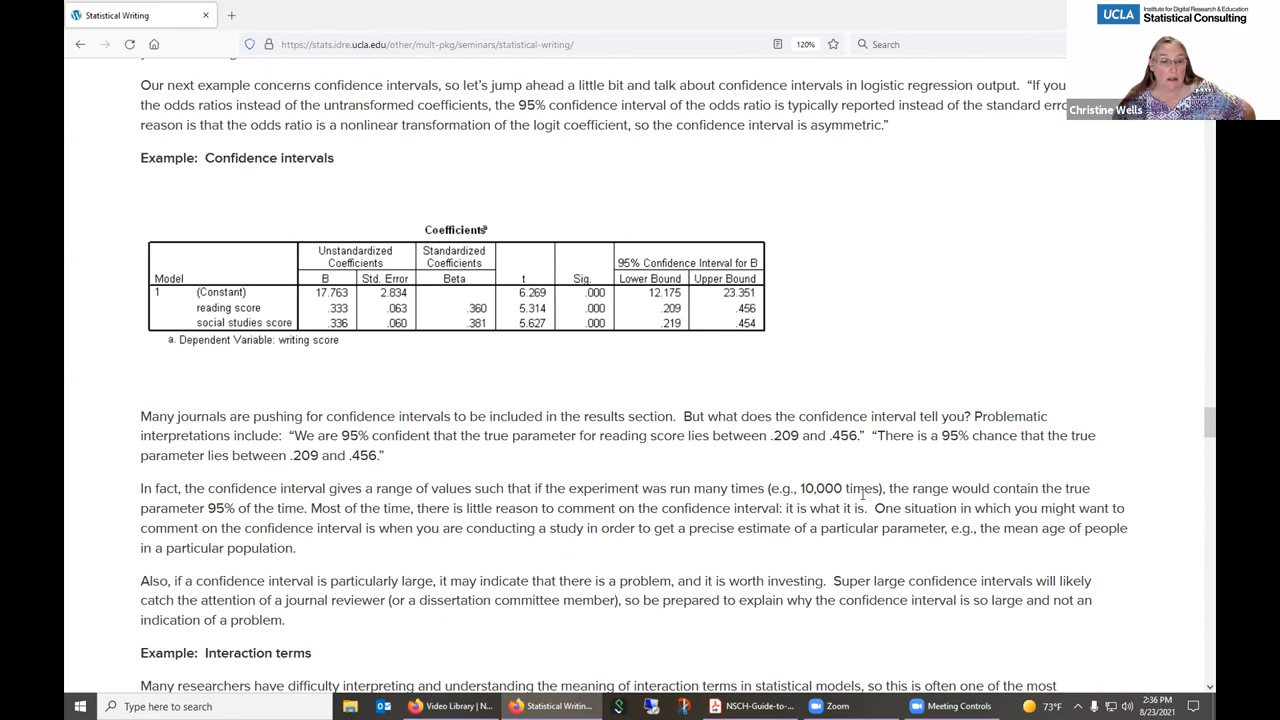 Statistical Writing
https://stats.idre.ucla.edu/other/mult-pkg/seminars/statistical-writing/
120%
Search
UCLA Institute for Digital Research & Education
Statistical Consulting
Christine Wells
Our next example concerns confidence intervals, so let's jump ahead a little bit and talk about confidence intervals in logistic regression output. “If you
the odds ratios instead of the untransformed coefficients, the 95% confidence interval of the odds ratio is typically reported instead of the standard erro
reason is that the odds ratio is a nonlinear transformation of the logit coefficient, so the confidence interval is asymmetric.”
Example: Confidence intervals
Coefficientsª
Unstandardized Coefficients Standardized Coefficients 95% Confidence Interval for B
Model B Std. Error Beta t Sig. Lower Bound Upper Bound
1 (Constant) 17.763 2.834 6.269 .000 12.175 23.351
reading score .333 .063 .360 5.314 .000 .209 .456
social studies score .336 .060 .381 5.627 .000 .219 .454
a. Dependent Variable: writing score
Many journals are pushing for confidence intervals to be included in the results section. But what does the confidence interval tell you? Problematic
interpretations include: “We are 95% confident that the true parameter for reading score lies between .209 and .456.” “There is a 95% chance that the true
parameter lies between .209 and .456.”
In fact, the confidence interval gives a range of values such that if the experiment was run many times (e.g., 10,000 times), the range would contain the true
parameter 95% of the time. Most of the time, there is little reason to comment on the confidence interval: it is what it is. One situation in which you might want to
comment on the confidence interval is when you are conducting a study in order to get a precise estimate of a particular parameter, e.g., the mean age of people
in a particular population.
Also, if a confidence interval is particularly large, it may indicate that there is a problem, and it is worth investing. Super large confidence intervals will likely
catch the attention of a journal reviewer (or a dissertation committee member), so be prepared to explain why the confidence interval is so large and not an
indication of a problem.
Example: Interaction terms
Many researchers have difficulty interpreting and understanding the meaning of interaction terms in statistical models, so this is often one of the most
Type here to search
Video Library | N...
Statistical Writin...
NSCH-Guide-to-...
Zoom
Meeting Controls
73°F
2:36 PM
8/23/2021